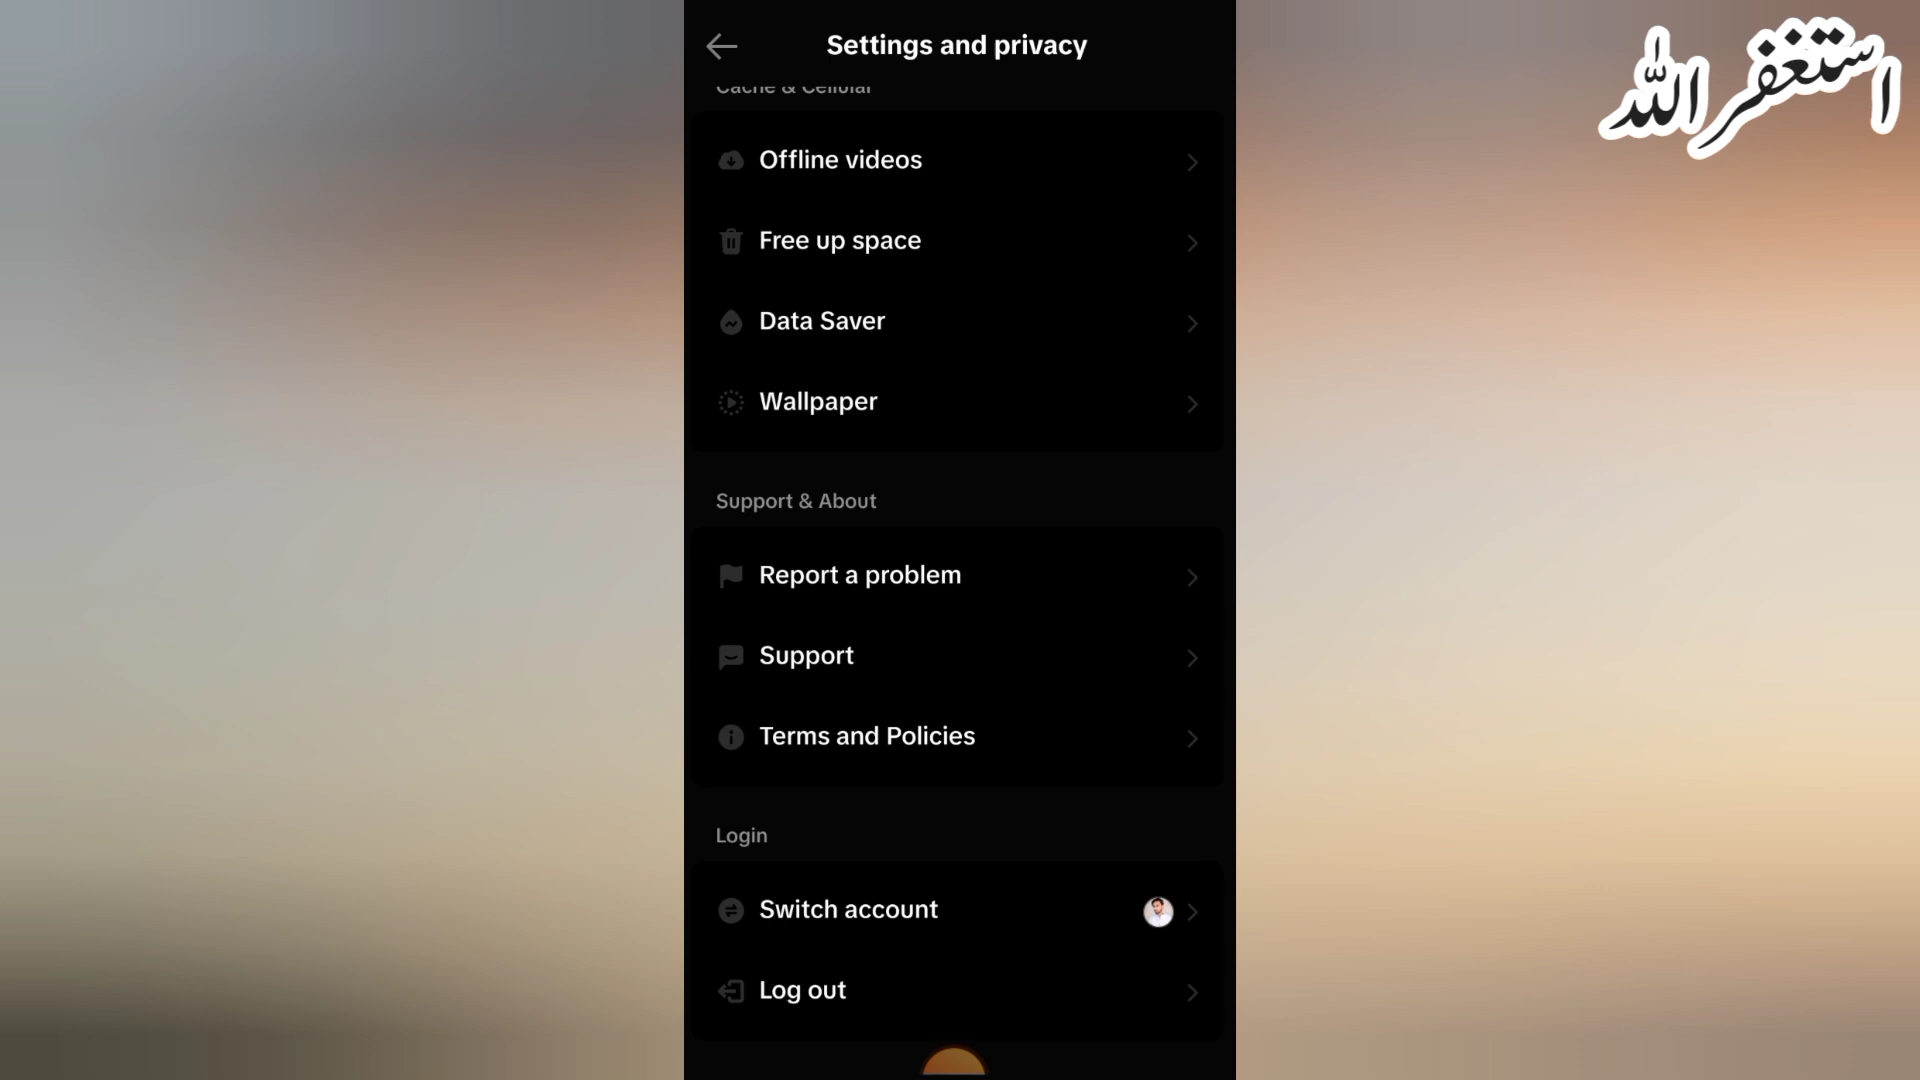 Settings and privacy
استغفر الله
Cache & Cellular
Offline videos
Free up space
Data Saver
Wallpaper
Support & About
Report a problem
Support
Terms and Policies
Login
Switch account
Log out